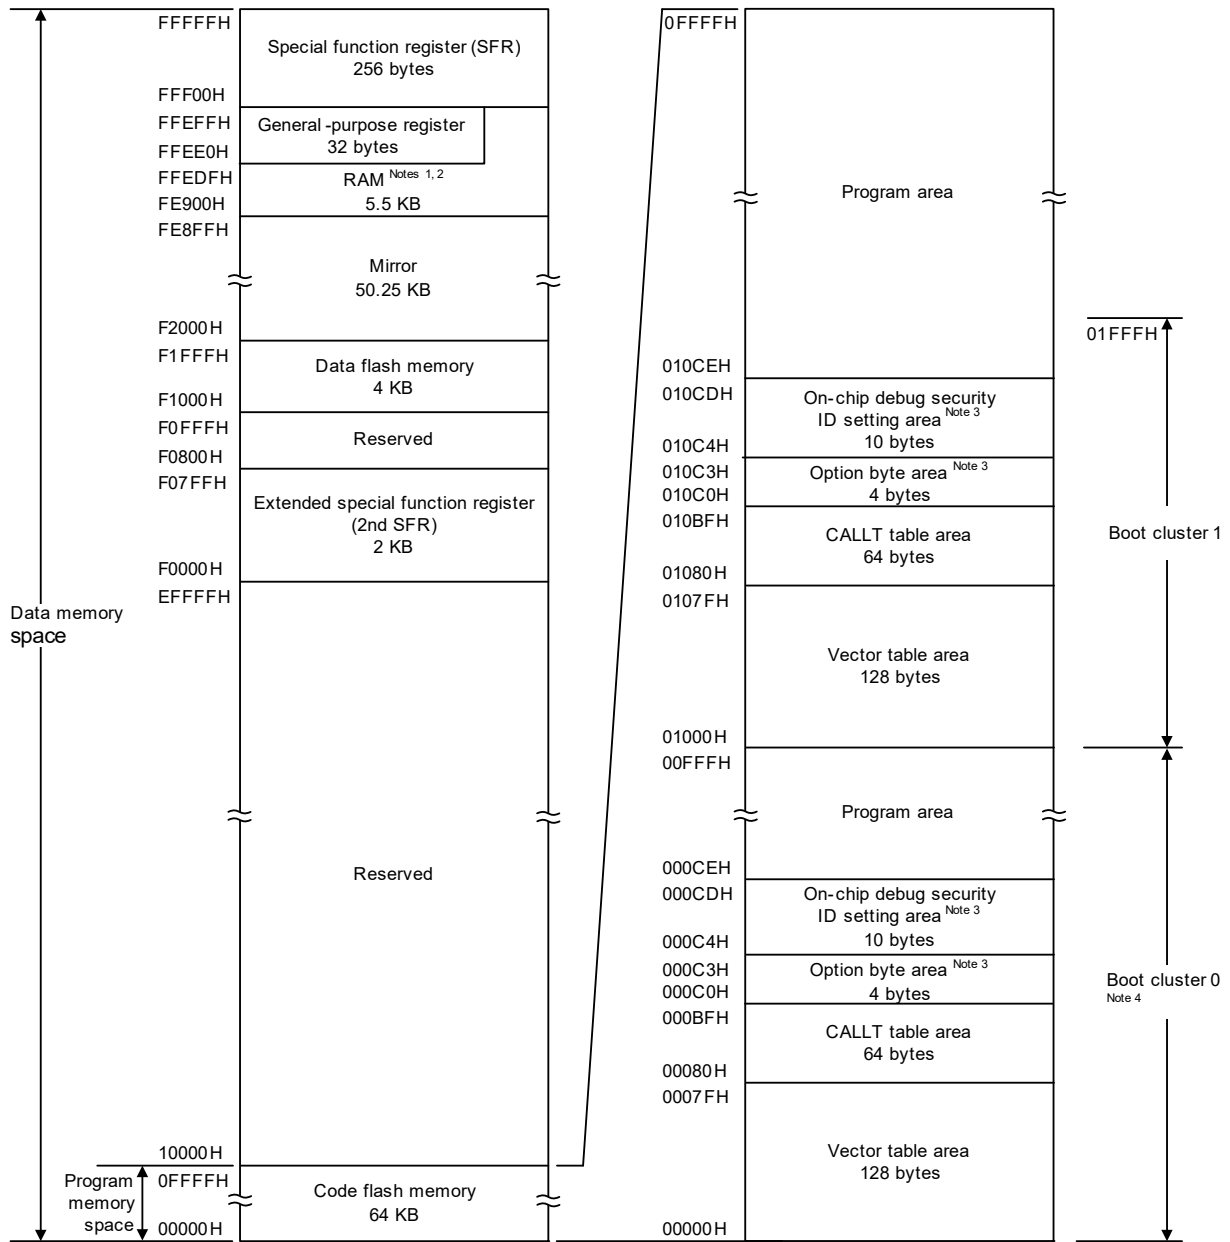 FFFFFH
Special function register (SFR)
256 bytes
FFF00H
FFEFFH
General-purpose register
32 bytes
FFEE0H
FFEDFH
RAM Notes 1, 2
5.5 KB
FE900H
FE8FFH
Mirror
50.25 KB
F2000H
F1FFFH
Data flash memory
4 KB
F1000H
F0FFFH
Reserved
F0800H
F07FFH
Extended special function register
(2nd SFR)
2 KB
F0000H
EFFFFH
Data memory
space
Reserved
10000H
Program
memory
space
0FFFFH
Code flash memory
64 KB
00000H
0FFFFH
Program area
01FFFH
010CEH
010CDH
On-chip debug security
ID setting area Note 3
10 bytes
010C4H
010C3H
Option byte area Note 3
4 bytes
010C0H
010BFH
CALLT table area
64 bytes
01080H
0107FH
Boot cluster 1
Vector table area
128 bytes
01000H
00FFFH
Program area
000CEH
000CDH
On-chip debug security
ID setting area Note 3
10 bytes
000C4H
000C3H
Option byte area Note 3
4 bytes
000C0H
000BFH
Boot cluster 0
Note 4
CALLT table area
64 bytes
00080H
0007FH
Vector table area
128 bytes
00000H